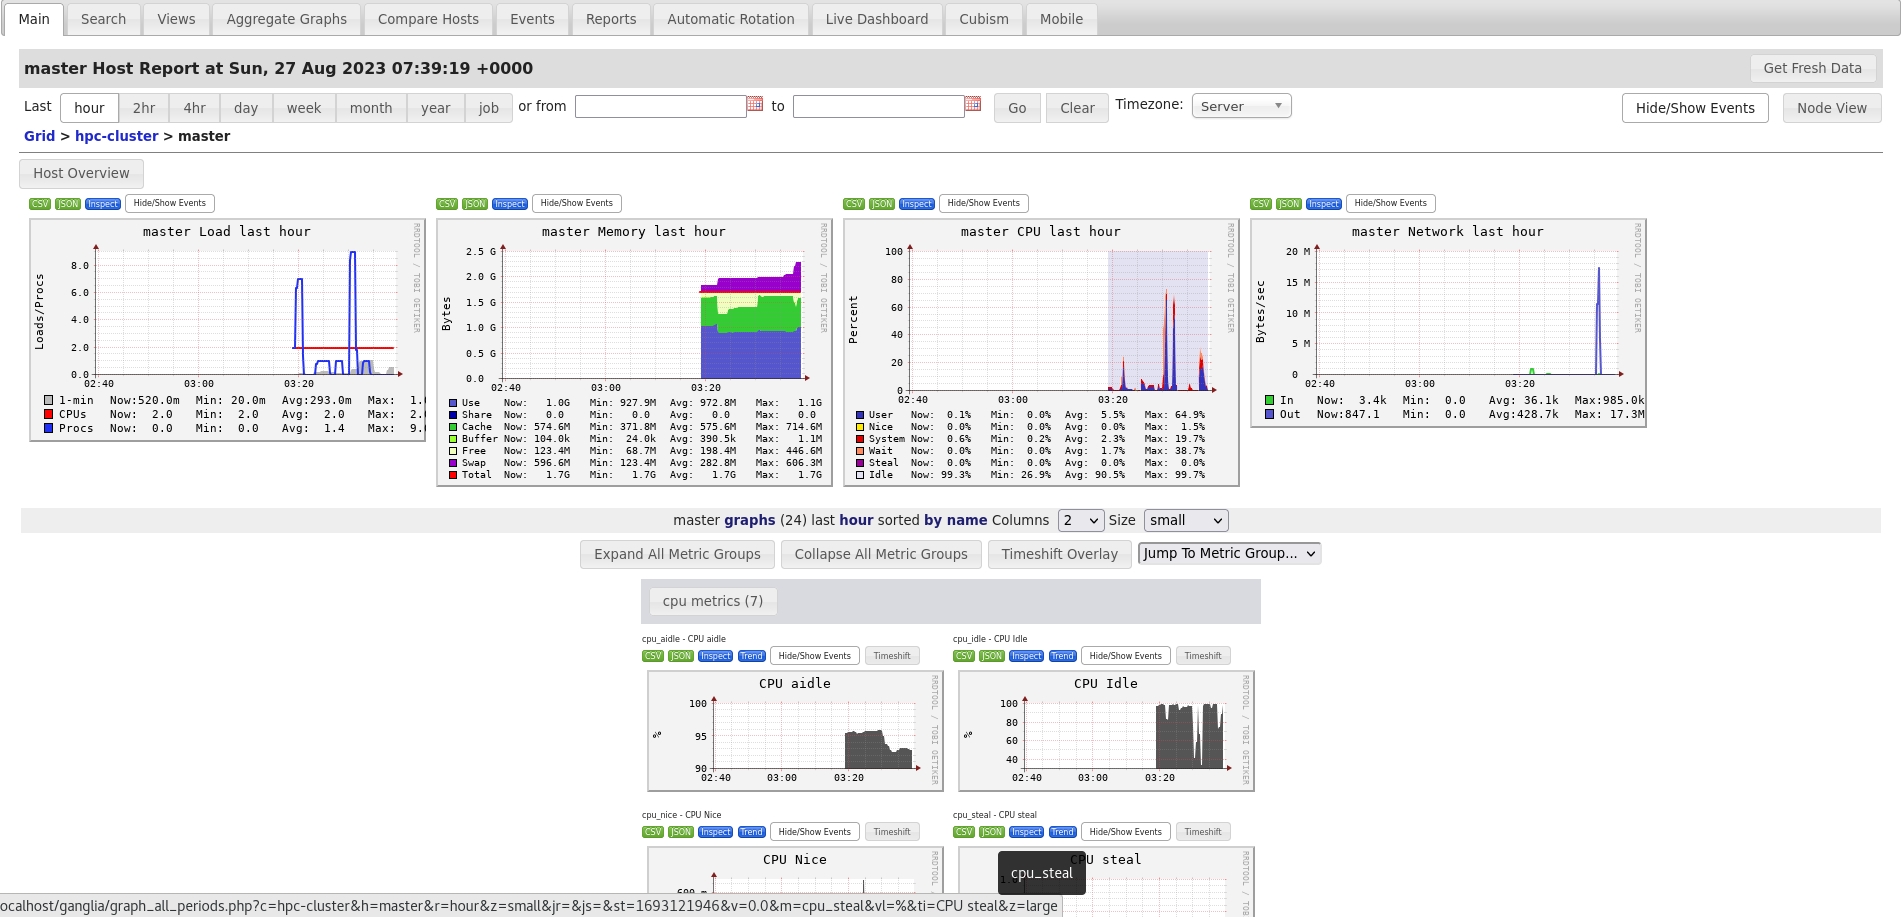 Main Search Views Aggregate Graphs Compare Hosts Events Reports Automatic Rotation Live Dashboard Cubism Mobile
master Host Report at Sun, 27 Aug 2023 07:39:19 +0000 Get Fresh Data
Last hour 2hr 4hr day week month year job or from to Go Clear Timezone: Server Hide/Show Events Node View
Grid > hpc-cluster > master
Host Overview
CSV JSON Inspect Hide/Show Events
master Load last hour
RRDTOOL / TOBI OETIKER
Loads/Procs
8.0
6.0
4.0
2.0
0.0
02:40 03:00 03:20
1-min Now:520.0m Min: 20.0m Avg:293.0m Max: 1.
CPUs Now: 2.0 Min: 2.0 Avg: 2.0 Max: 2.
Procs Now: 0.0 Min: 0.0 Avg: 1.4 Max: 9.
CSV JSON Inspect Hide/Show Events
master Memory last hour
RRDTOOL / TOBI OETIKER
Bytes
2.5 G
2.0 G
1.5 G
1.0 G
0.5 G
0.0
02:40 03:00 03:20
Use Now: 1.0G Min: 927.9M Avg: 972.8M Max: 1.1G
Share Now: 0.0 Min: 0.0 Avg: 0.0 Max: 0.0
Cache Now: 574.6M Min: 371.8M Avg: 575.6M Max: 714.6M
Buffer Now: 104.0k Min: 24.0k Avg: 390.5k Max: 1.1M
Free Now: 123.4M Min: 68.7M Avg: 198.4M Max: 446.6M
Swap Now: 596.6M Min: 123.4M Avg: 282.8M Max: 606.3M
Total Now: 1.7G Min: 1.7G Avg: 1.7G Max: 1.7G
CSV JSON Inspect Hide/Show Events
master CPU last hour
RRDTOOL / TOBI OETIKER
Percent
100
80
60
40
20
0
02:40 03:00 03:20
User Now: 0.1% Min: 0.0% Avg: 5.5% Max: 64.9%
Nice Now: 0.0% Min: 0.0% Avg: 0.0% Max: 1.5%
System Now: 0.6% Min: 0.2% Avg: 2.3% Max: 19.7%
Wait Now: 0.0% Min: 0.0% Avg: 1.7% Max: 38.7%
Steal Now: 0.0% Min: 0.0% Avg: 0.0% Max: 0.0%
Idle Now: 99.3% Min: 26.9% Avg: 90.5% Max: 99.7%
CSV JSON Inspect Hide/Show Events
master Network last hour
RRDTOOL / TOBI OETIKER
Bytes/sec
20 M
15 M
10 M
5 M
0
02:40 03:00 03:20
In Now: 3.4k Min: 0.0 Avg: 36.1k Max:985.0k
Out Now:847.1 Min: 0.0 Avg:428.7k Max: 17.3M
master graphs (24) last hour sorted by name Columns 2 Size small
Expand All Metric Groups Collapse All Metric Groups Timeshift Overlay Jump To Metric Group...
cpu metrics (7)
cpu_aidle - CPU aidle
CSV JSON Inspect Trend Hide/Show Events Timeshift
CPU aidle
RRDTOOL / TOBI OETIKER
%
100
95
90
02:40 03:00 03:20
cpu_idle - CPU Idle
CSV JSON Inspect Trend Hide/Show Events Timeshift
CPU Idle
RRDTOOL / TOBI OETIKER
%
100
80
60
40
02:40 03:00 03:20
cpu_nice - CPU Nice
CSV JSON Inspect Trend Hide/Show Events Timeshift
CPU Nice
RRDTOOL
600 m
cpu_steal - CPU steal
CSV JSON Inspect Trend Hide/Show Events Timeshift
CPU steal
RRDTOOL
1.0
cpu_steal
ocalhost/ganglia/graph_all_periods.php?c=hpc-cluster&h=master&r=hour&z=small&jr=&js=&st=1693121946&v=0.0&m=cpu_steal&vl=%&ti=CPU steal&z=large